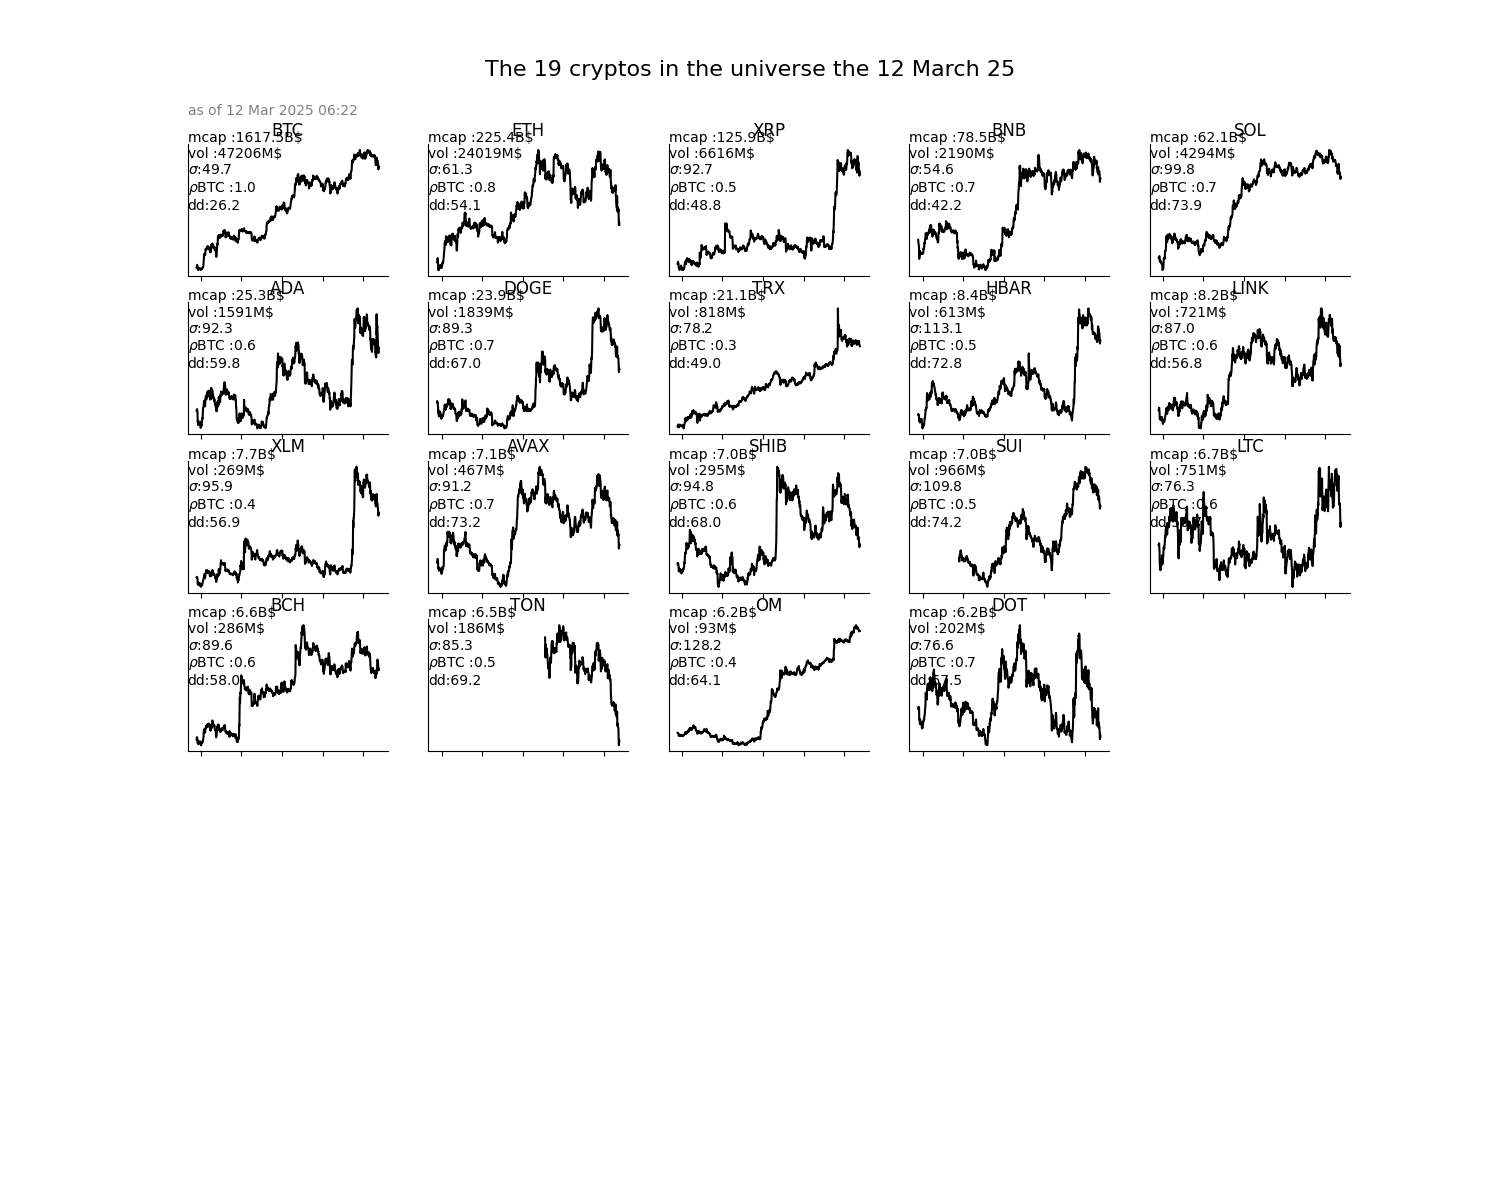 The 19 cryptos in the universe the 12 March 25
as of 12 Mar 2025 06:22
BTC
mcap :1617.5B$
vol :47206M$
σ:49.7
ρBTC :1.0
dd:26.2
ETH
mcap :225.4B$
vol :24019M$
σ:61.3
ρBTC :0.8
dd:54.1
XRP
mcap :125.9B$
vol :6616M$
σ:92.7
ρBTC :0.5
dd:48.8
BNB
mcap :78.5B$
vol :2190M$
σ:54.6
ρBTC :0.7
dd:42.2
SOL
mcap :62.1B$
vol :4294M$
σ:99.8
ρBTC :0.7
dd:73.9
ADA
mcap :25.3B$
vol :1591M$
σ:92.3
ρBTC :0.6
dd:59.8
DOGE
mcap :23.9B$
vol :1839M$
σ:89.3
ρBTC :0.7
dd:67.0
TRX
mcap :21.1B$
vol :818M$
σ:78.2
ρBTC :0.3
dd:49.0
HBAR
mcap :8.4B$
vol :613M$
σ:113.1
ρBTC :0.5
dd:72.8
LINK
mcap :8.2B$
vol :721M$
σ:87.0
ρBTC :0.6
dd:56.8
XLM
mcap :7.7B$
vol :269M$
σ:95.9
ρBTC :0.4
dd:56.9
AVAX
mcap :7.1B$
vol :467M$
σ:91.2
ρBTC :0.7
dd:73.2
SHIB
mcap :7.0B$
vol :295M$
σ:94.8
ρBTC :0.6
dd:68.0
SUI
mcap :7.0B$
vol :966M$
σ:109.8
ρBTC :0.5
dd:74.2
LTC
mcap :6.7B$
vol :751M$
σ:76.3
ρBTC :0.6
BCH
mcap :6.6B$
vol :286M$
σ:89.6
ρBTC :0.6
dd:58.0
TON
mcap :6.5B$
vol :186M$
σ:85.3
ρBTC :0.5
dd:69.2
OM
mcap :6.2B$
vol :93M$
σ:128.2
ρBTC :0.4
dd:64.1
DOT
mcap :6.2B$
vol :202M$
σ:76.6
ρBTC :0.7
dd:67.5